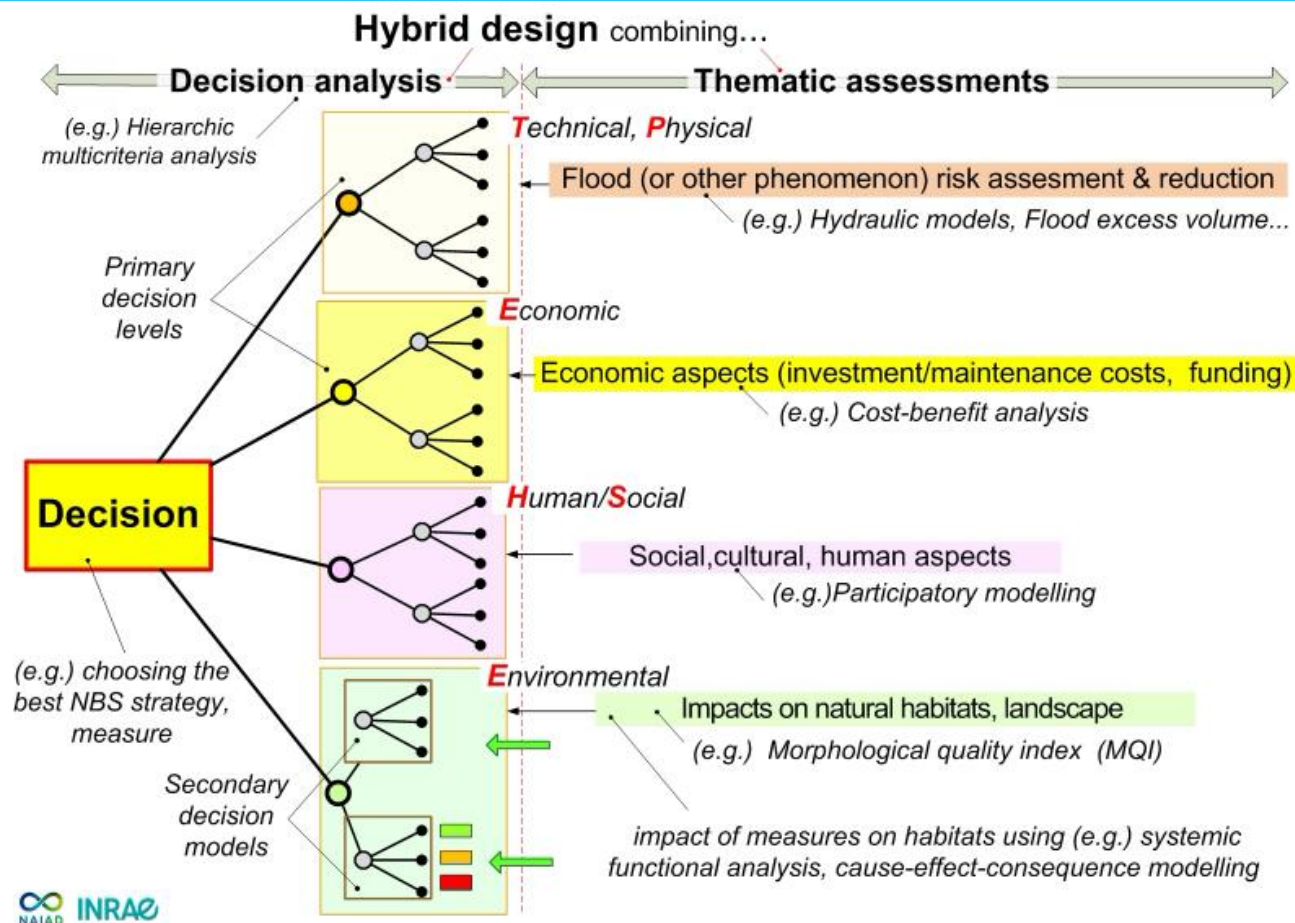 Hybrid design combining...
Decision analysis
Thematic assessments
(e.g.) Hierarchic
multicriteria analysis
Technical, Physical
Flood (or other phenomenon) risk assesment & reduction
(e.g.) Hydraulic models, Flood excess volume...
Primary
decision
levels
Economic
Economic aspects (investment/maintenance costs, funding)
(e.g.) Cost-benefit analysis
Decision
Human/Social
Social,cultural, human aspects
(e.g.)Participatory modelling
(e.g.) choosing the
best NBS strategy,
measure
Environmental
Impacts on natural habitats, landscape
(e.g.) Morphological quality index (MQI)
Secondary
decision
models
impact of measures on habitats using (e.g.) systemic
functional analysis, cause-effect-consequence modelling
NAIAD
INRAE